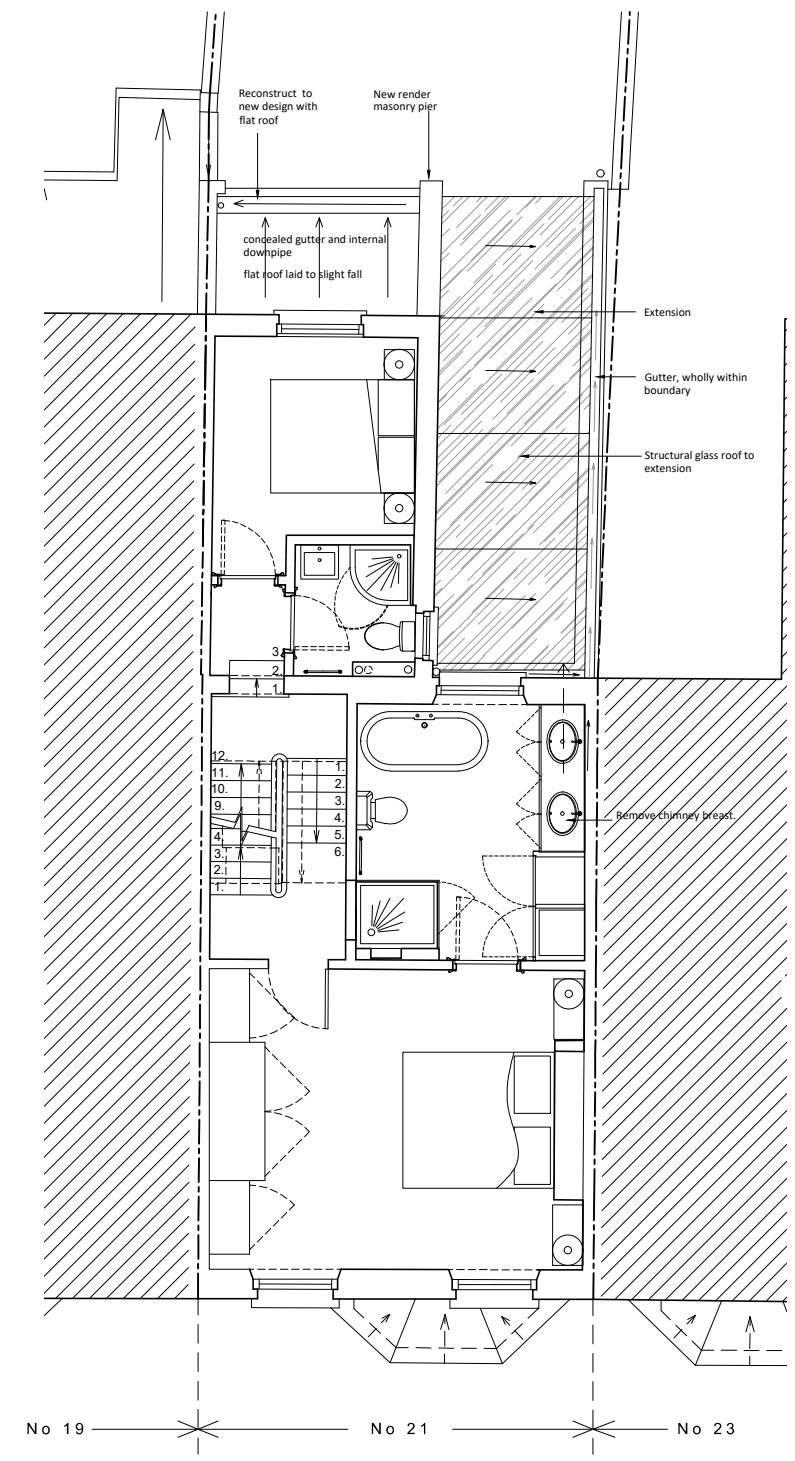 Reconstruct to
new design with
flat roof
New render
masonry pier
concealed gutter and internal
downpipe
flat roof laid to slight fall
Extension
Gutter, wholly within
boundary
Structural glass roof to
extension
3.
2.
1.
12.
11.
10.
9.
4.
3.
2.
1.
1.
2.
3.
4.
5.
6.
Remove chimney breast.
No 19
No 21
No 23